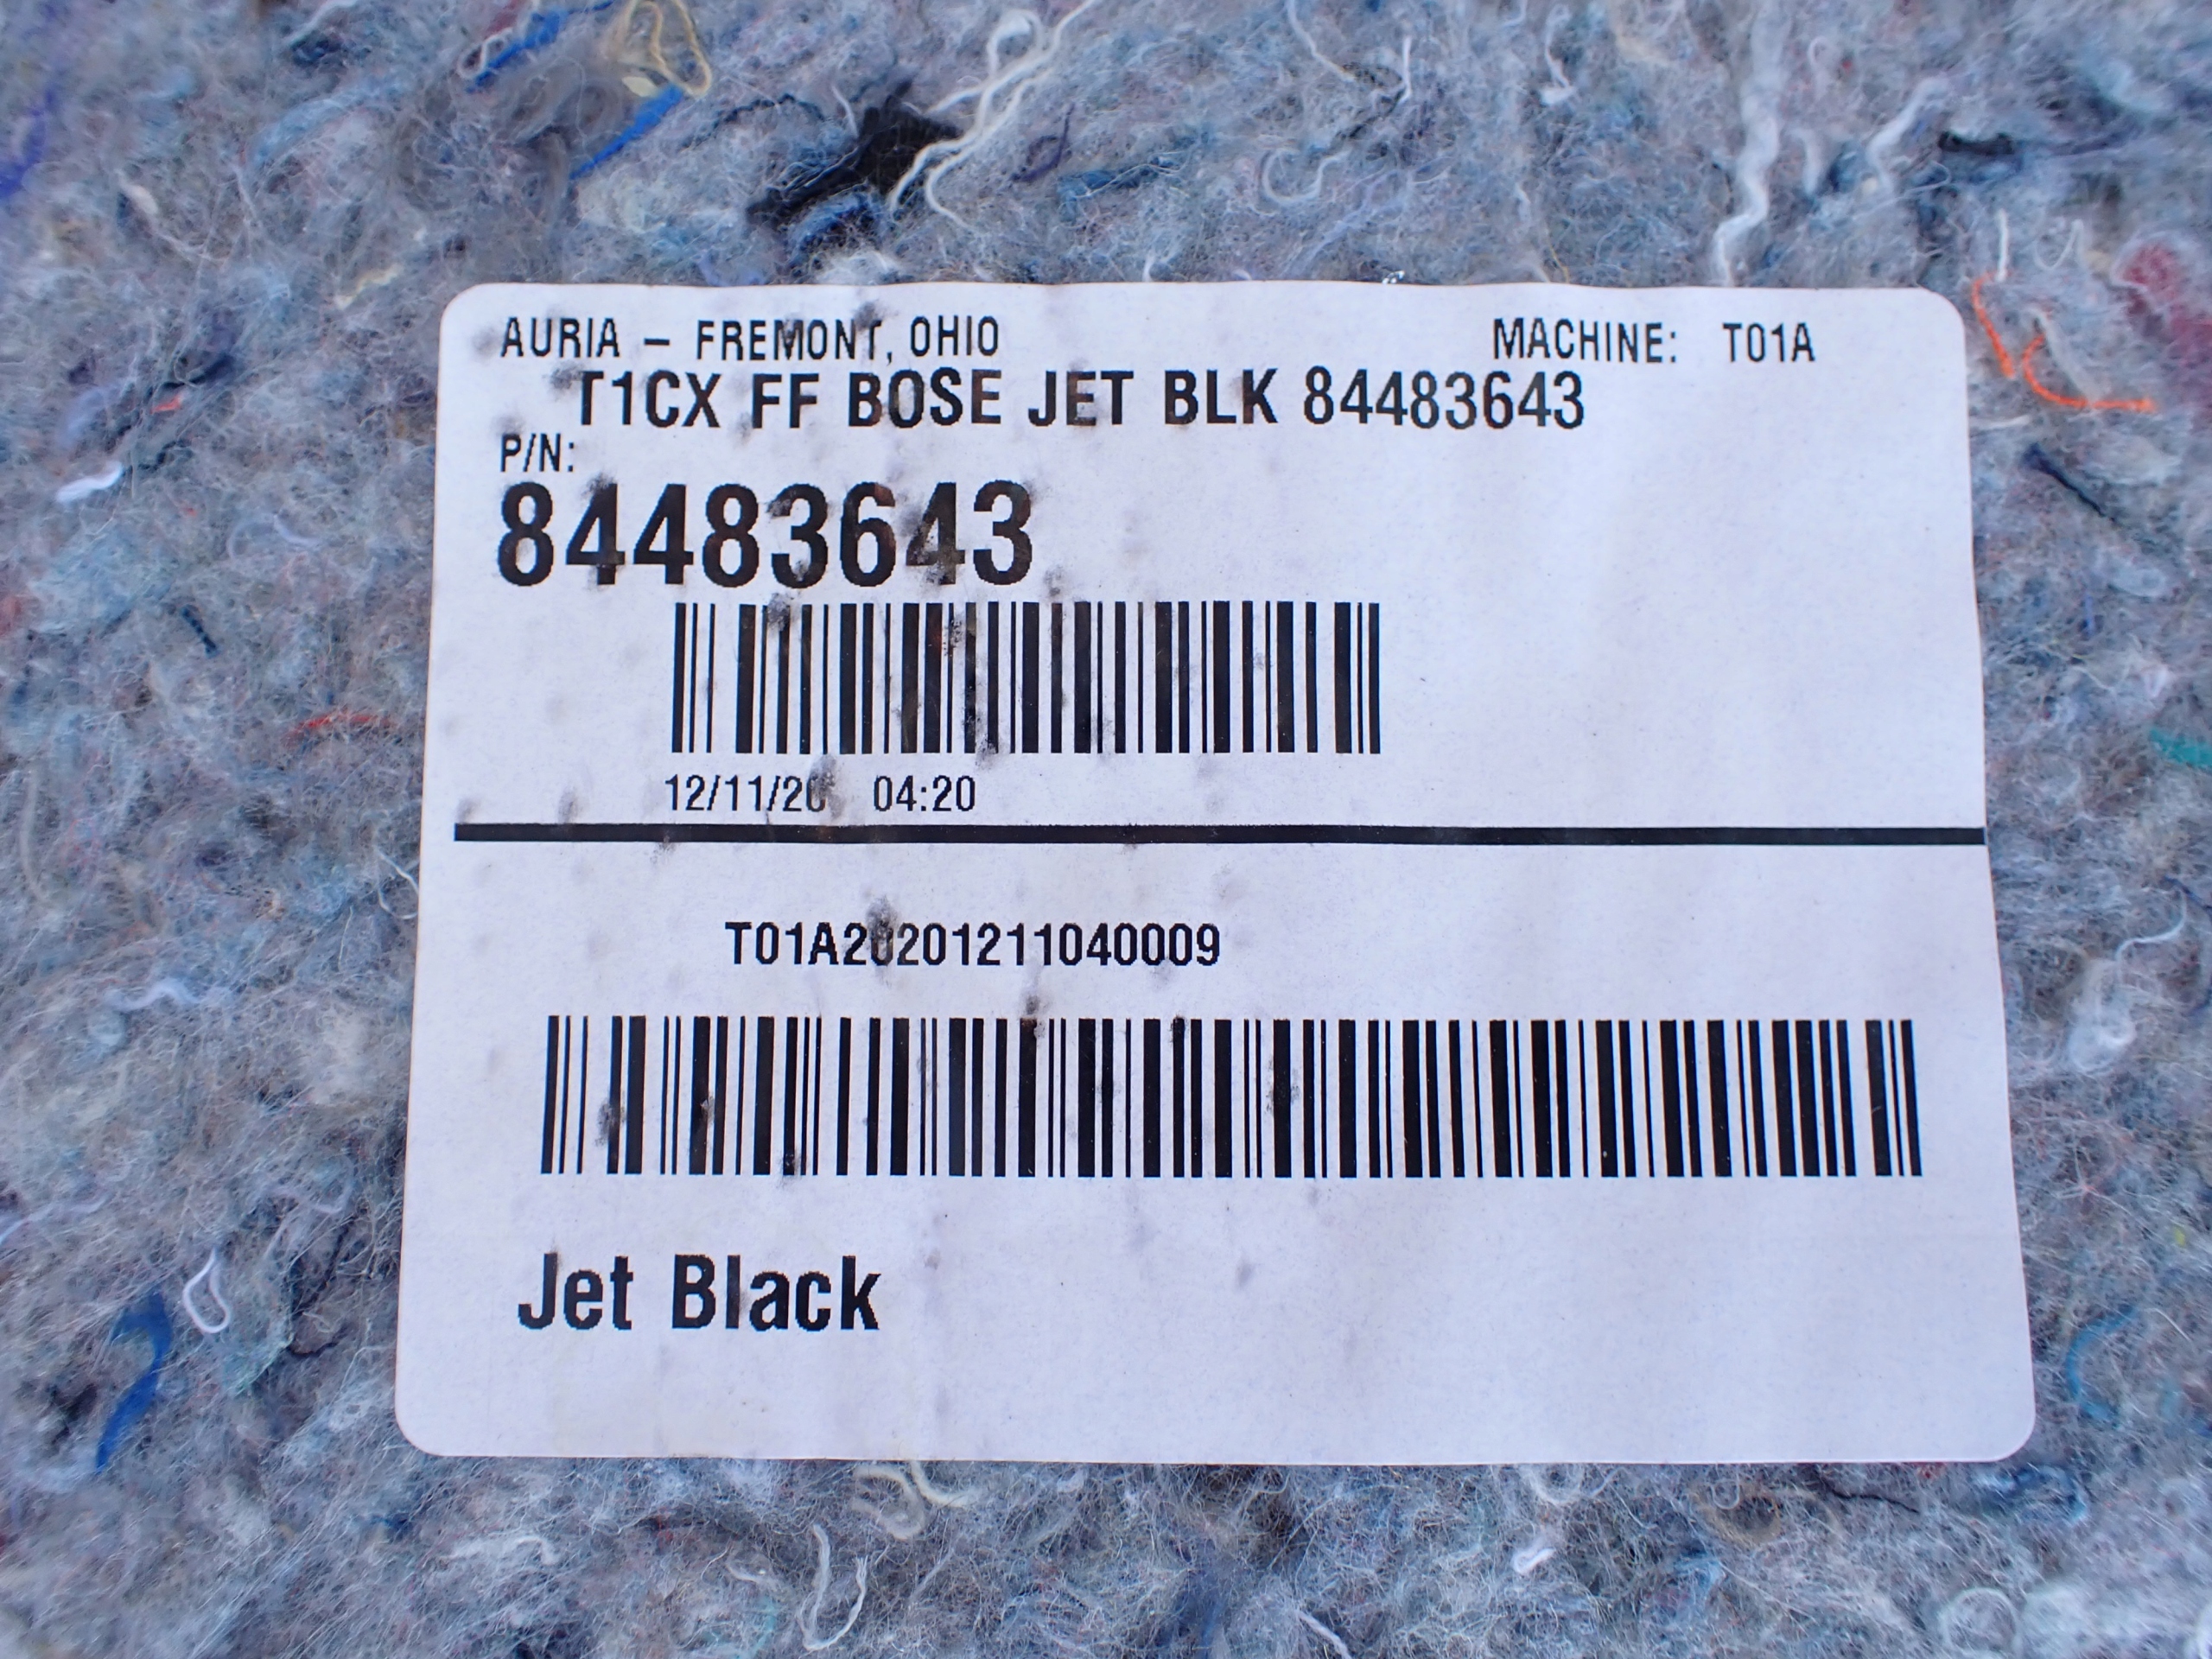 AURIA – FREMONT, OHIO MACHINE: T01A
T1CX FF BOSE JET BLK 84483643
P/N:
84483643
12/11/20 04:20
T01A20201211040009
Jet Black